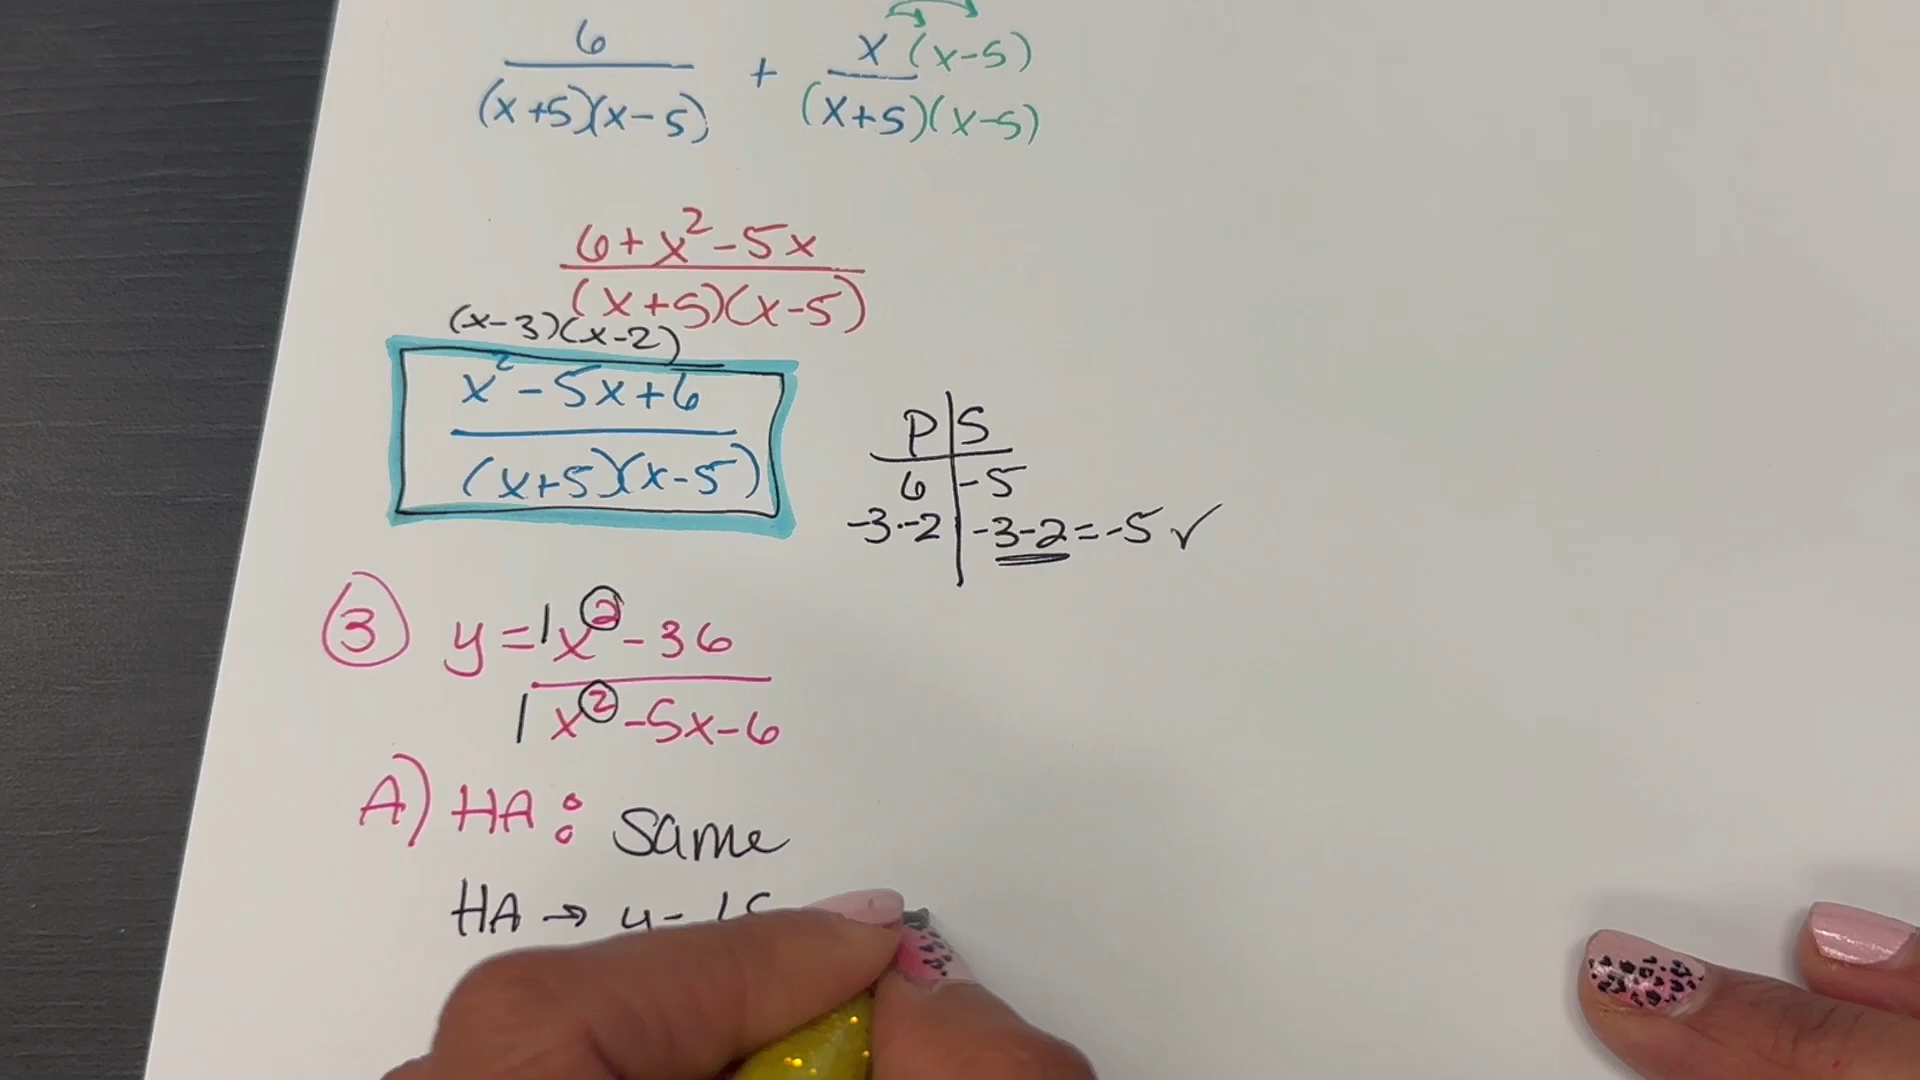 6 + x (x-5)
(x+5)(x-5) (x+5)(x-5)
6+x²-5x
(x+5)(x-5)
(x-3)(x-2)
x²-5x+6
(x+5)(x-5)
P S
6 -5
-3·-2 -3-2=-5 ✓
③ y=1x²-36
1x²-5x-6
A) HA: Same
HA →